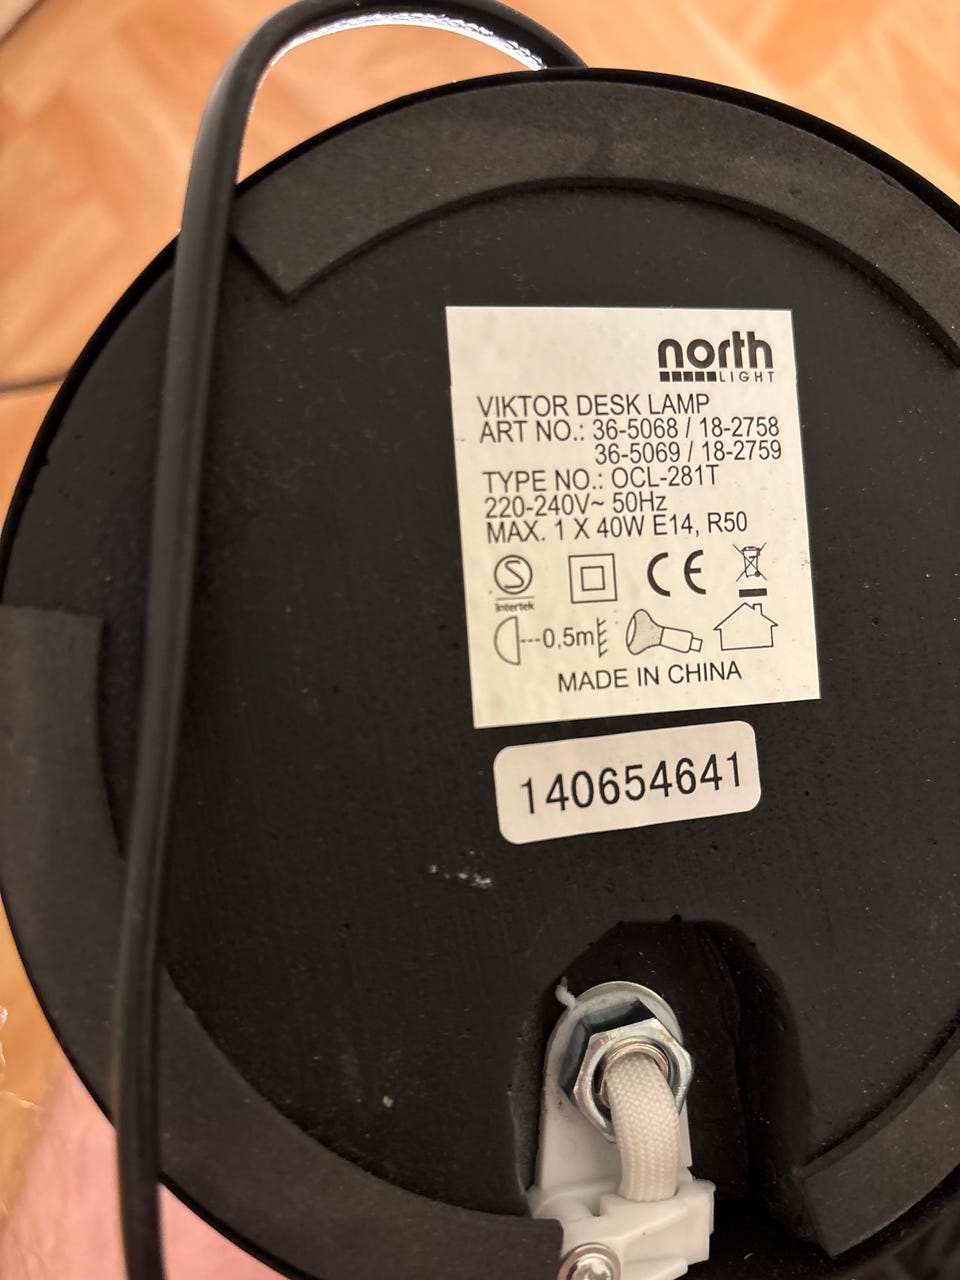 north
LIGHT
VIKTOR DESK LAMP
ART NO.: 36-5068 / 18-2758
36-5069 / 18-2759
TYPE NO.: OCL-281T
220-240V~ 50Hz
MAX. 1 X 40W E14, R50
S
Intertek
CE
0,5m
MADE IN CHINA
140654641